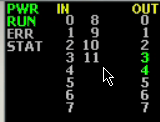 PWR IN OUT
RUN 0 8 0
ERR 1 9 1
STAT 2 10 2
3 11 3
4 4
5 5
6 6
7 7